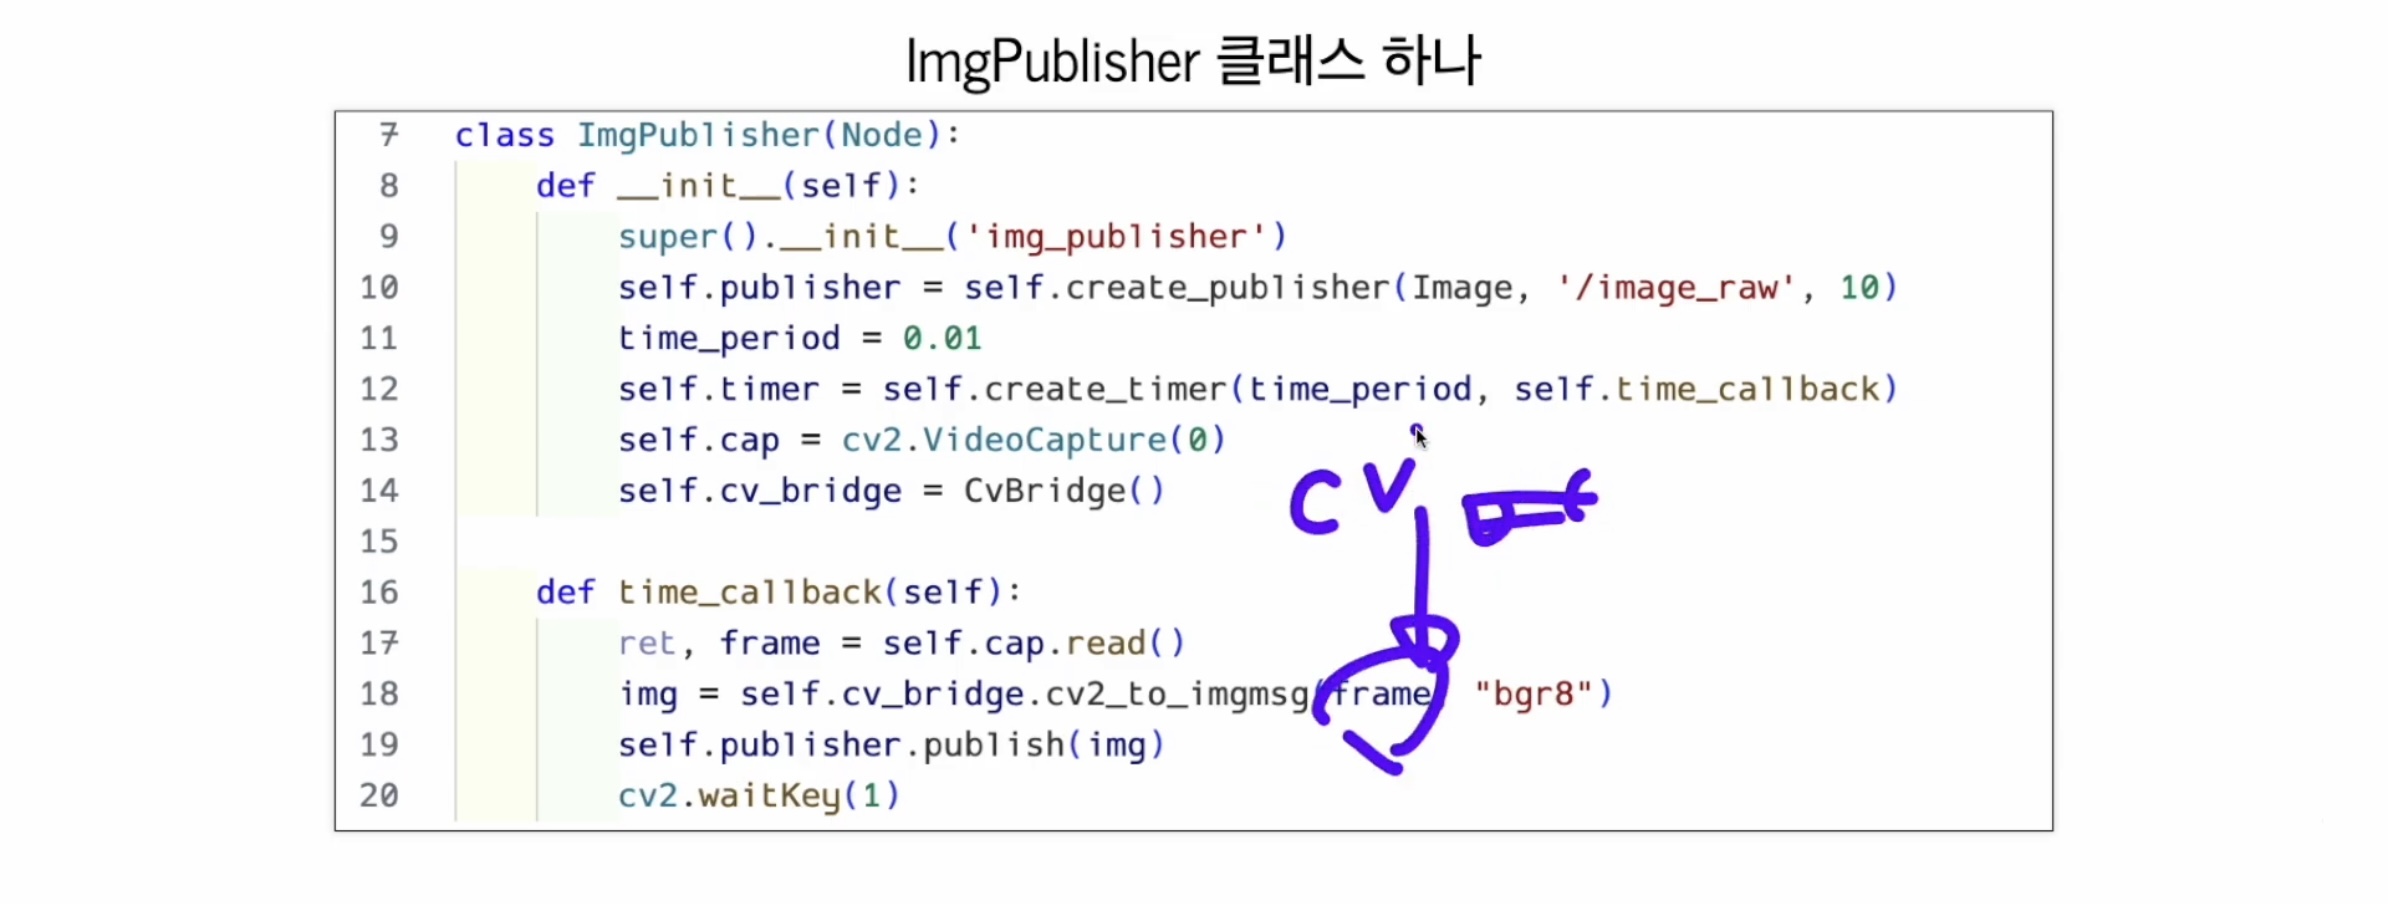 ImgPublisher 클래스 하나
7 class ImgPublisher(Node):
8 def __init__(self):
9 super().__init__('img_publisher')
10 self.publisher = self.create_publisher(Image, '/image_raw', 10)
11 time_period = 0.01
12 self.timer = self.create_timer(time_period, self.time_callback)
13 self.cap = cv2.VideoCapture(0)
14 self.cv_bridge = CvBridge()
CV
15
16 def time_callback(self):
17 ret, frame = self.cap.read()
18 img = self.cv_bridge.cv2_to_imgmsg(frame, "bgr8")
19 self.publisher.publish(img)
20 cv2.waitKey(1)